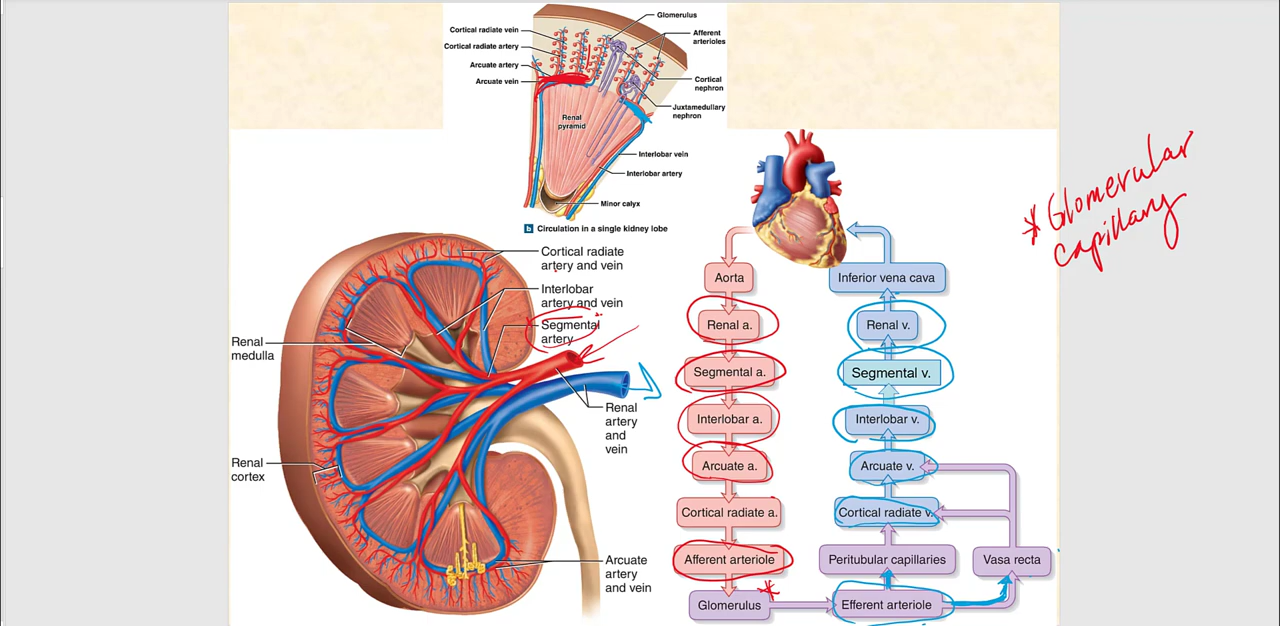 Glomerulus
Cortical radiate vein
Afferent
arterioles
Cortical radiate artery
Arcuate artery
Arcuate vein
Cortical
nephron
Juxtamedullary
nephron
Renal
pyramid
Interlobar vein
Interlobar artery
Minor calyx
b Circulation in a single kidney lobe
* Glomerular
capillary
Cortical radiate
artery and vein
Interlobar
artery and vein
Segmental
artery
Renal
medulla
Renal
artery
and
vein
Renal
cortex
Arcuate
artery
and vein
Aorta
Renal a.
Segmental a.
Interlobar a.
Arcuate a.
Cortical radiate a.
Afferent arteriole
Glomerulus
*
Efferent arteriole
Peritubular capillaries
Vasa recta
Cortical radiate v.
Arcuate v.
Interlobar v.
Segmental v.
Renal v.
Inferior vena cava